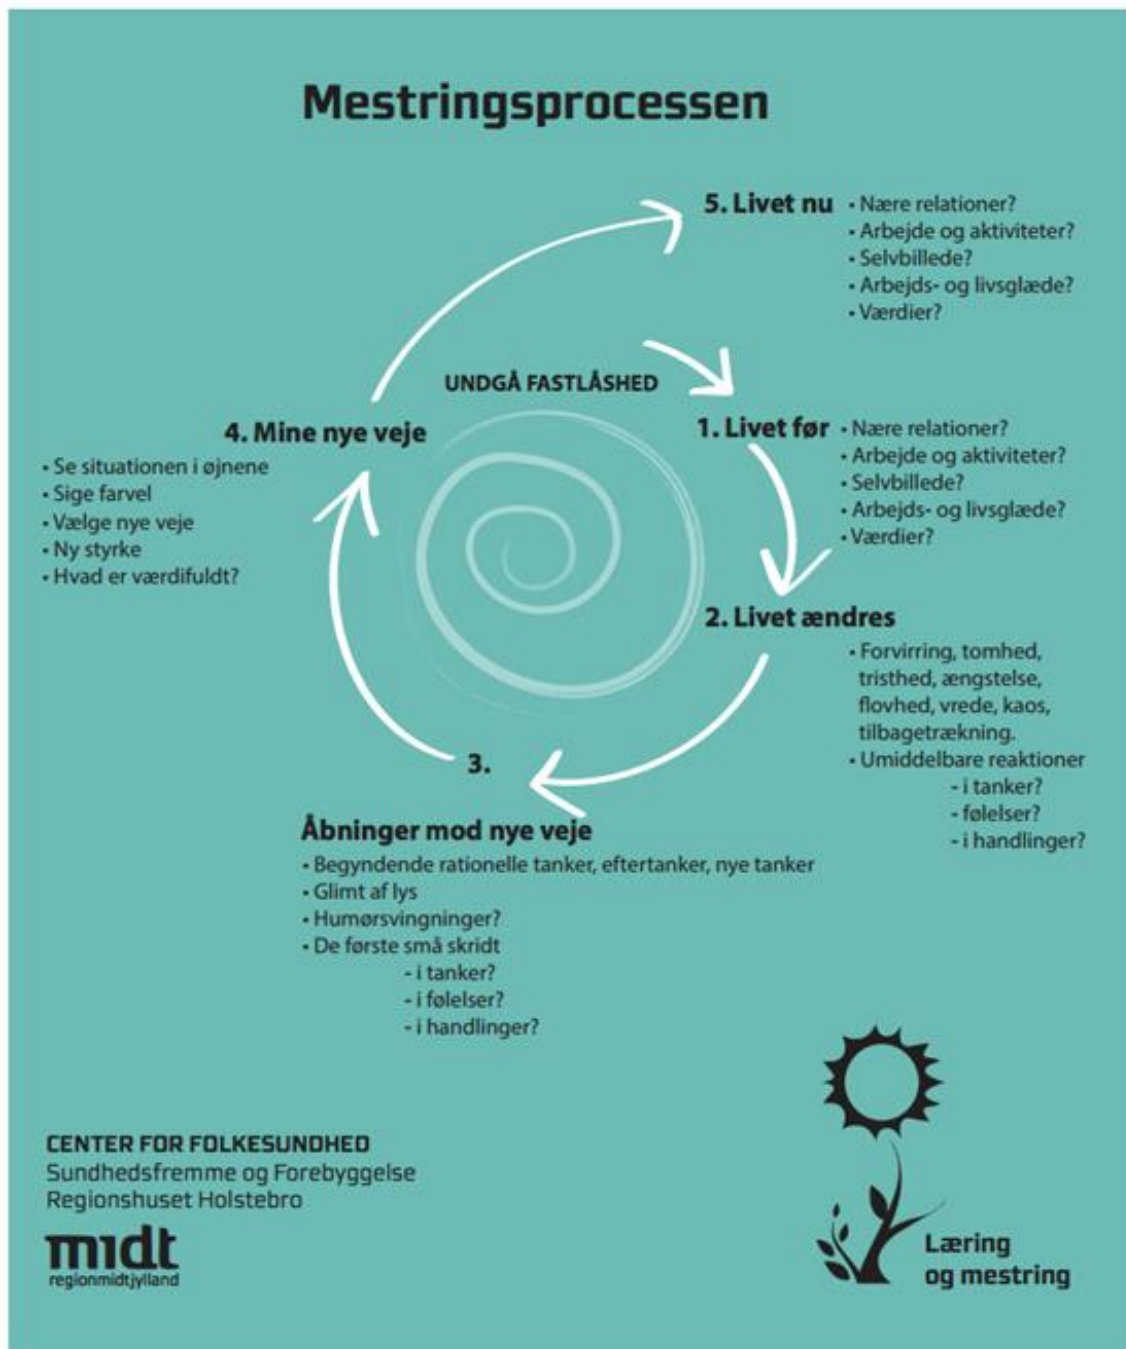 Mestringsprocessen
5. Livet nu
• Nære relationer?
• Arbejde og aktiviteter?
• Selvbillede?
• Arbejds- og livsglæde?
• Værdier?
UNDGÅ FASTLÅSHED
1. Livet før
• Nære relationer?
• Arbejde og aktiviteter?
• Selvbillede?
• Arbejds- og livsglæde?
• Værdier?
2. Livet ændres
• Forvirring, tomhed,
tristhed, ængstelse,
flovhed, vrede, kaos,
tilbagetrækning.
• Umiddelbare reaktioner
- i tanker?
- følelser?
- i handlinger?
3.
Åbninger mod nye veje
• Begyndende rationelle tanker, eftertanker, nye tanker
• Glimt af lys
• Humørsvingninger?
• De første små skridt
- i tanker?
- i følelser?
- i handlinger?
4. Mine nye veje
• Se situationen i øjnene
• Sige farvel
• Vælge nye veje
• Ny styrke
• Hvad er værdifuldt?
CENTER FOR FOLKESUNDHED
Sundhedsfremme og Forebyggelse
Regionshuset Holstebro
midt
regionmidtjylland
Læring
og mestring